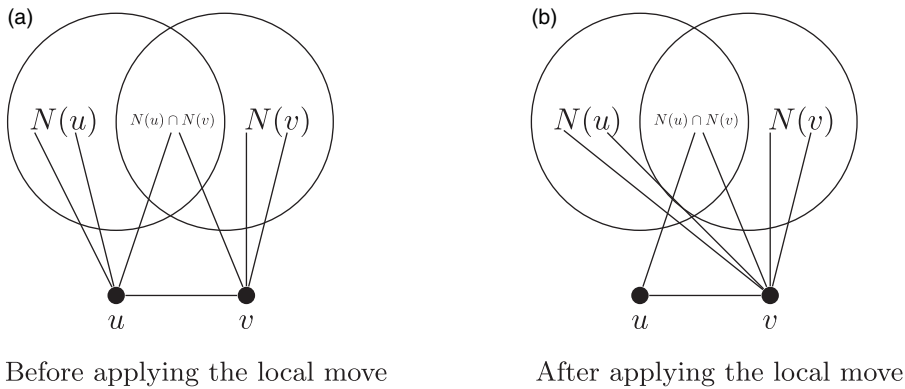 (a)
N(u)
N(u) ∩ N(v)
N(v)
u
v
Before applying the local move
(b)
N(u)
N(u) ∩ N(v)
N(v)
u
v
After applying the local move